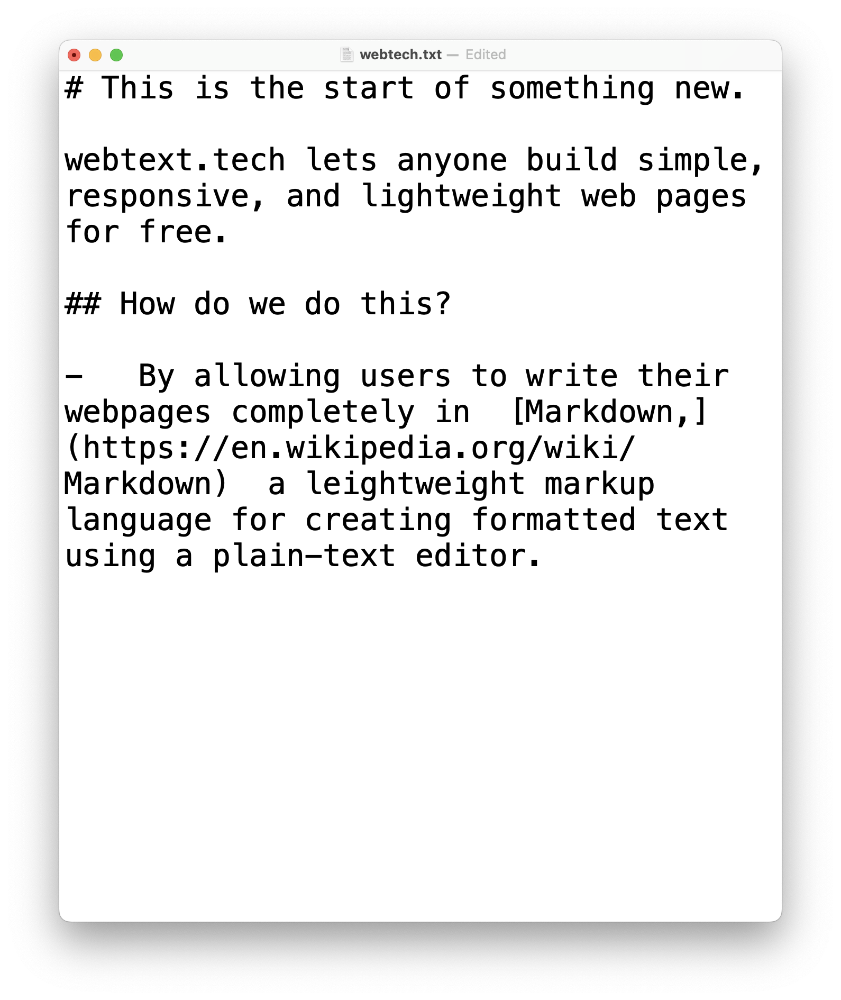 webtech.txt — Edited
# This is the start of something new.
webtext.tech lets anyone build simple,
responsive, and lightweight web pages
for free.
## How do we do this?
-   By allowing users to write their
webpages completely in  [Markdown,]
(https://en.wikipedia.org/wiki/
Markdown)  a leightweight markup
language for creating formatted text
using a plain-text editor.